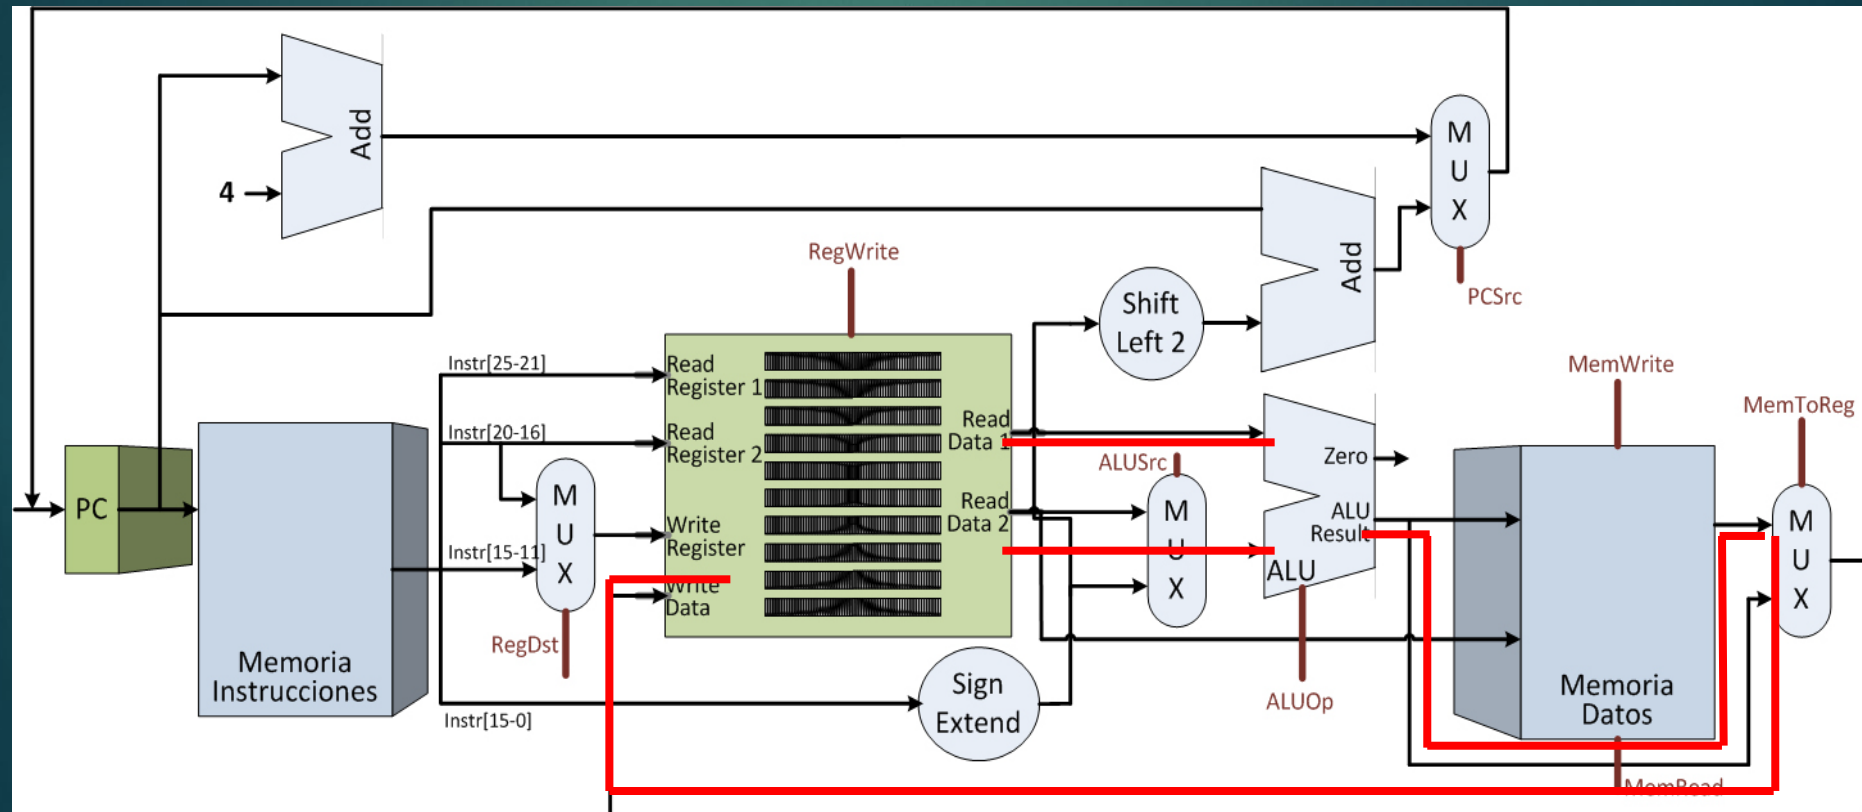 Add
4
M
U
X
PCSrc
RegWrite
Add
Shift
Left 2
MemWrite
MemToReg
Instr[25-21]
Read
Register 1
Instr[20-16]
Read
Register 2
Read
Data 1
ALUSrc
Zero
PC
M
U
X
Write
Register
Read
Data 2
M
U
X
ALU
Result
M
U
X
Instr[15-11]
ALU
Write
Data
RegDst
Memoria
Instrucciones
Sign
Extend
ALUOp
Memoria
Datos
Instr[15-0]
MemRead